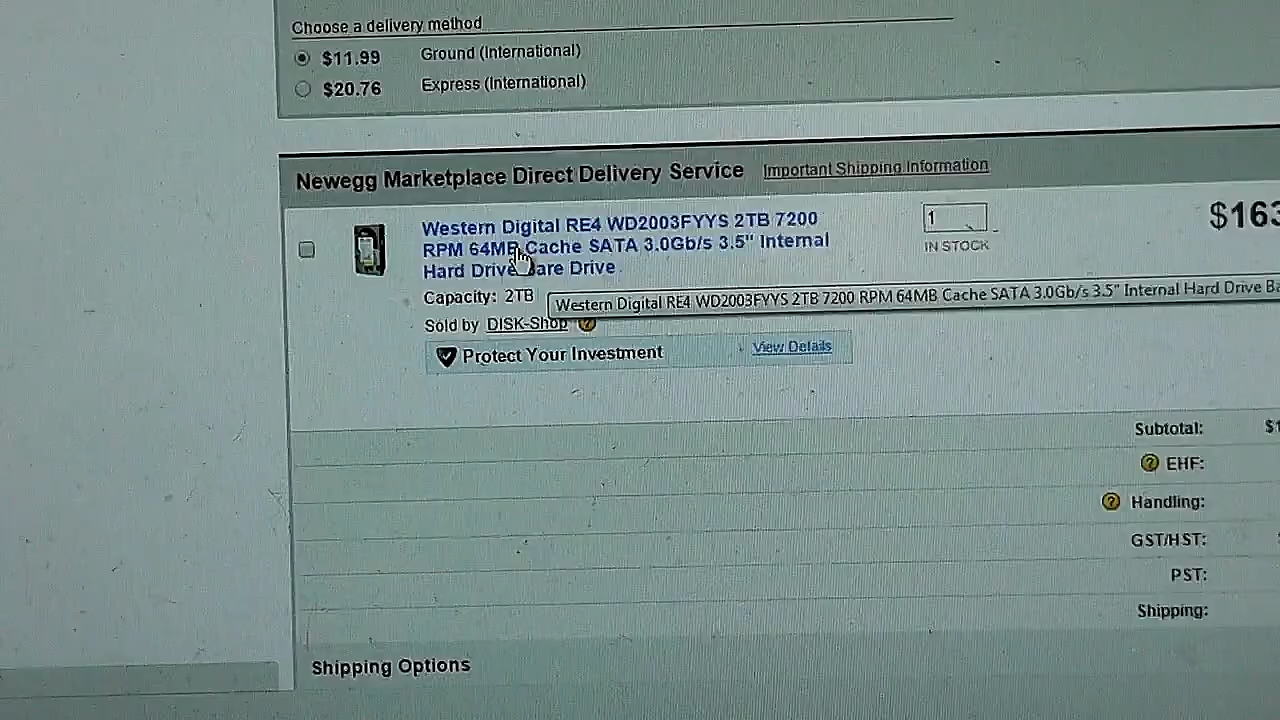 Choose a delivery method
$11.99 Ground (International)
$20.76 Express (International)
Newegg Marketplace Direct Delivery Service Important Shipping Information
Western Digital RE4 WD2003FYYS 2TB 7200
RPM 64MB Cache SATA 3.0Gb/s 3.5" Internal
Hard Drive Bare Drive
1
IN STOCK
$163
Capacity: 2TB
Western Digital RE4 WD2003FYYS 2TB 7200 RPM 64MB Cache SATA 3.0Gb/s 3.5" Internal Hard Drive Ba
Sold by DISK-Shop
Protect Your Investment View Details
Subtotal: $1
EHF:
Handling:
GST/HST:
PST:
Shipping:
Shipping Options